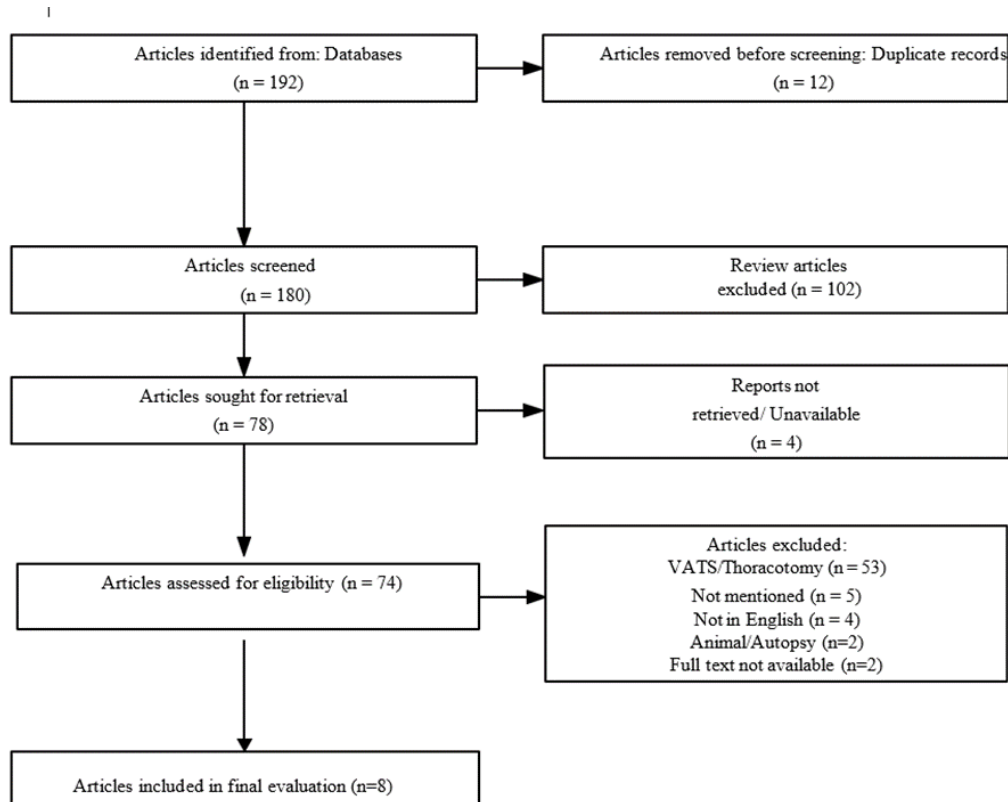 Articles identified from: Databases
(n = 192)
Articles removed before screening: Duplicate records
(n = 12)
Articles screened
(n = 180)
Review articles
excluded (n = 102)
Articles sought for retrieval
(n = 78)
Reports not
retrieved/ Unavailable
(n = 4)
Articles assessed for eligibility (n = 74)
Articles excluded:
VATS/Thoracotomy (n = 53)
Not mentioned (n = 5)
Not in English (n = 4)
Animal/Autopsy (n=2)
Full text not available (n=2)
Articles included in final evaluation (n=8)